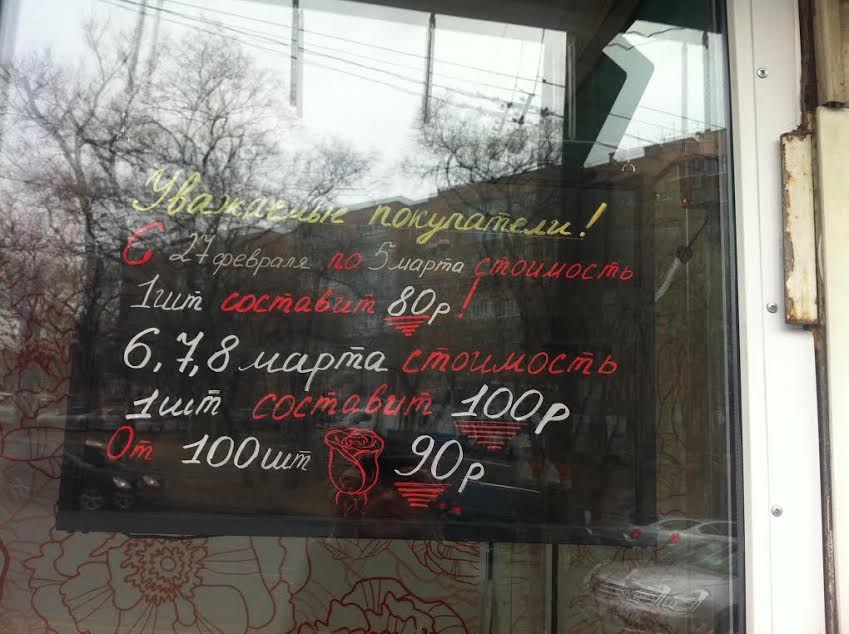 Уважаемые покупатели!
С 27 февраля по 5 марта стоимость
1шт составит 80р!
6,7,8 марта стоимость
1шт составит 100р
От 100шт 90р